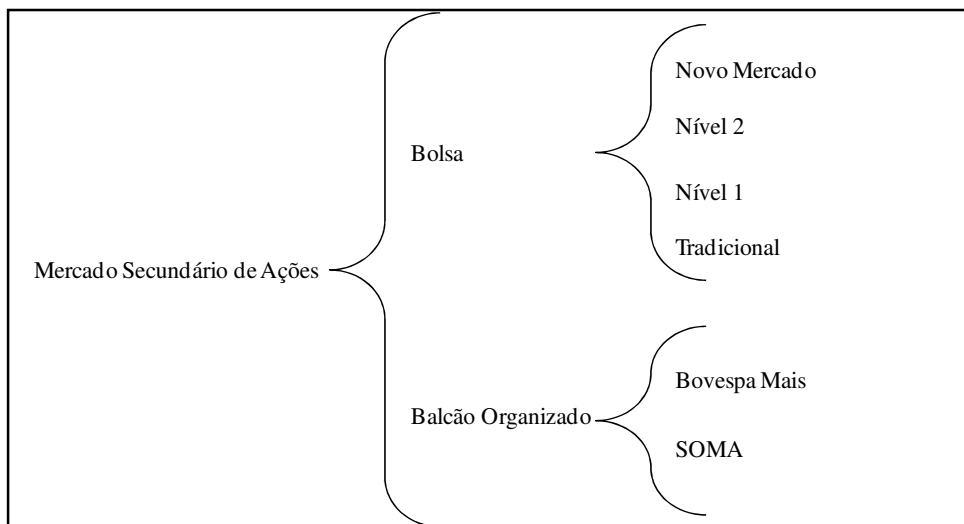 Novo Mercado
Nível 2
Bolsa
Nível 1
Tradicional
Mercado Secundário de Ações
Bovespa Mais
Balcão Organizado
SOMA